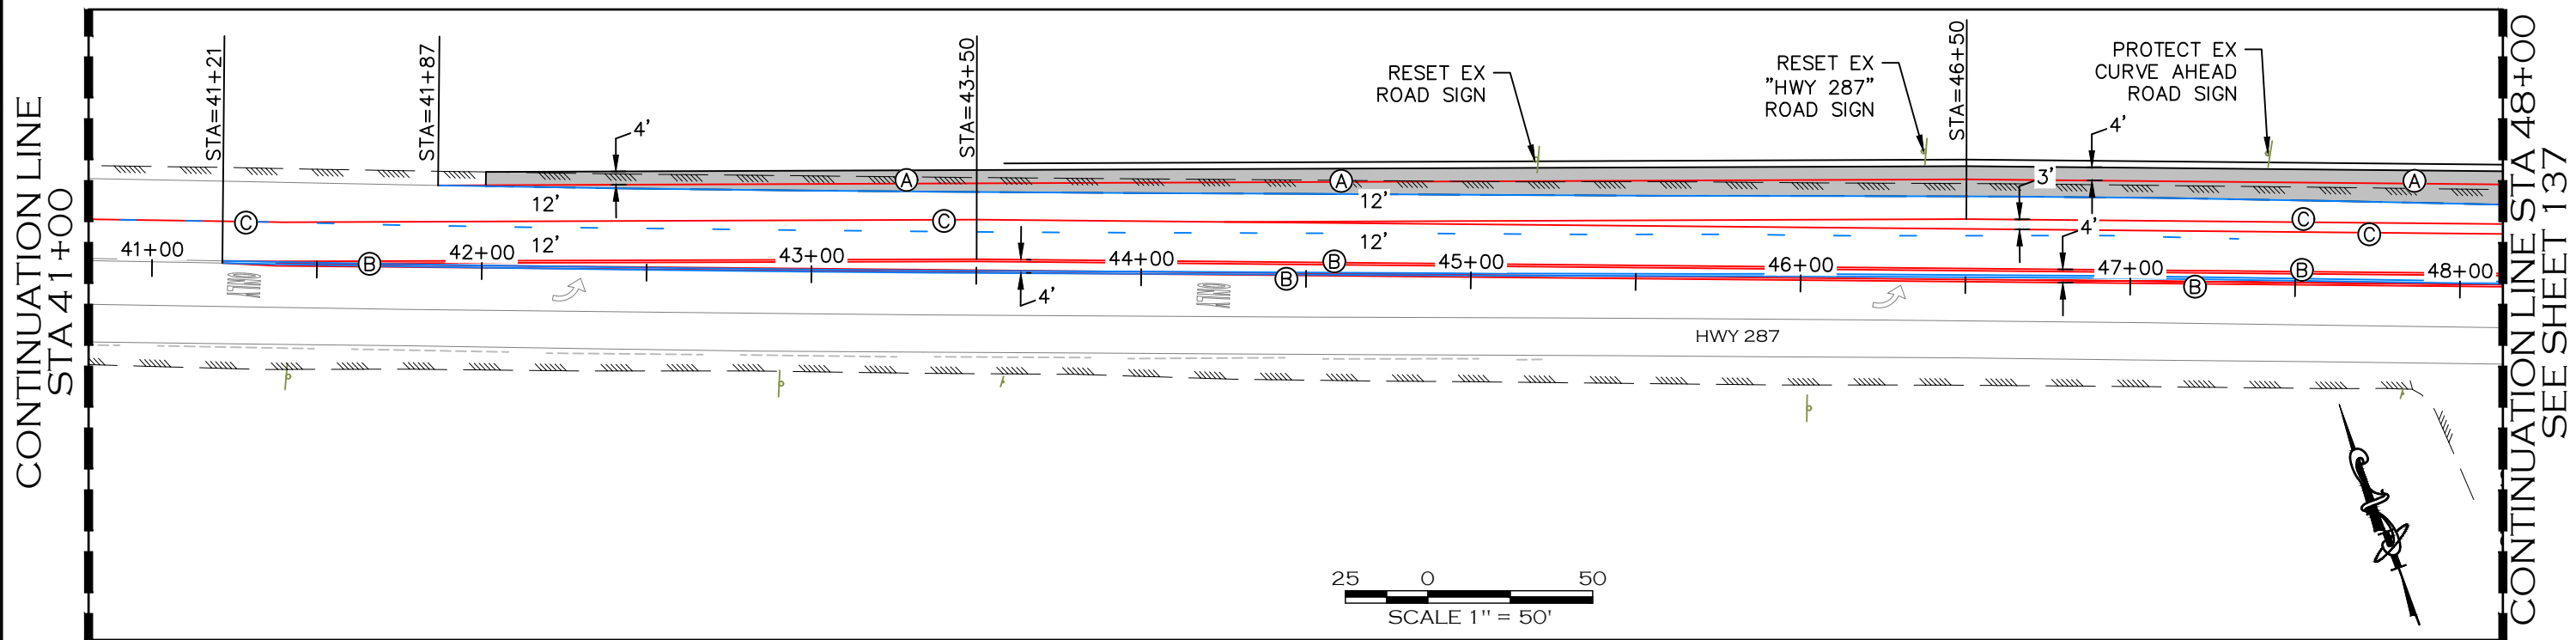 CONTINUATION LINE
STA 41+00
STA=41+21
STA=41+87
STA=43+50
STA=46+50
RESET EX
ROAD SIGN
RESET EX
"HWY 287"
ROAD SIGN
PROTECT EX
CURVE AHEAD
ROAD SIGN
4'
4'
A
A
A
3'
12'
12'
C
C
C
C
4'
12'
12'
41+00
42+00
43+00
44+00
45+00
46+00
47+00
48+00
B
B
B
B
B
ONLY
ONLY
4'
HWY 287
25 0 50
SCALE 1" = 50'
CONTINUATION LINE STA 48+00
SEE SHEET 137